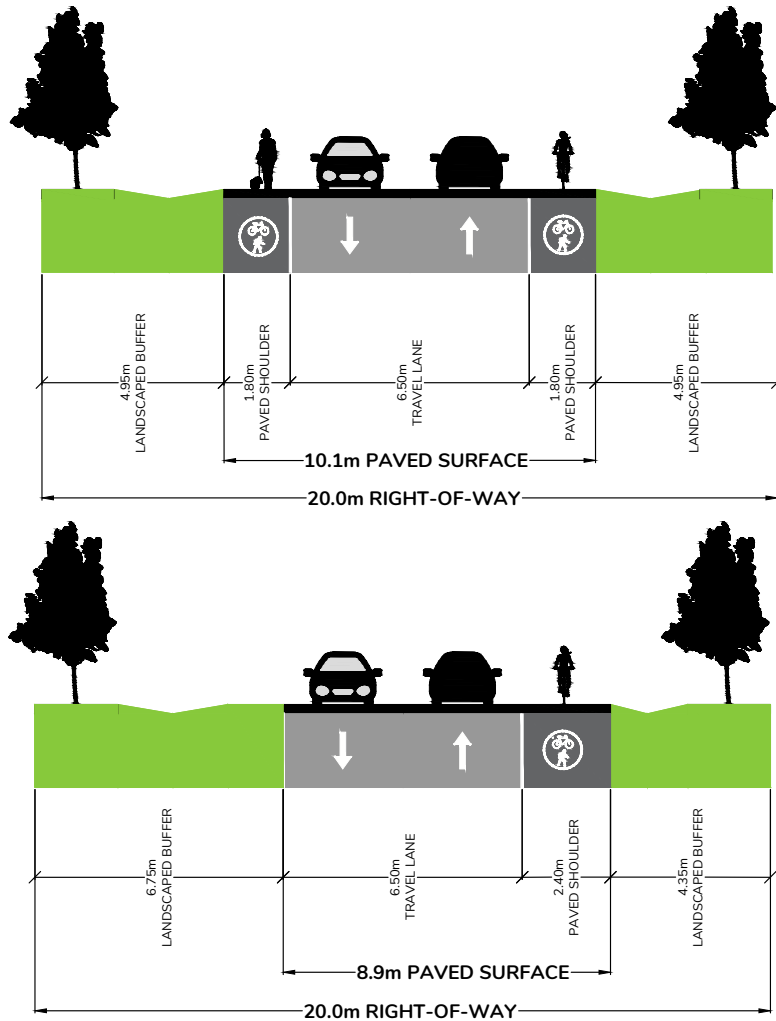 4.95m
LANDSCAPED BUFFER
1.80m
PAVED SHOULDER
6.50m
TRAVEL LANE
1.80m
PAVED SHOULDER
4.95m
LANDSCAPED BUFFER
10.1m PAVED SURFACE
20.0m RIGHT-OF-WAY
6.75m
LANDSCAPED BUFFER
6.50m
TRAVEL LANE
2.40m
PAVED SHOULDER
4.35m
LANDSCAPED BUFFER
8.9m PAVED SURFACE
20.0m RIGHT-OF-WAY